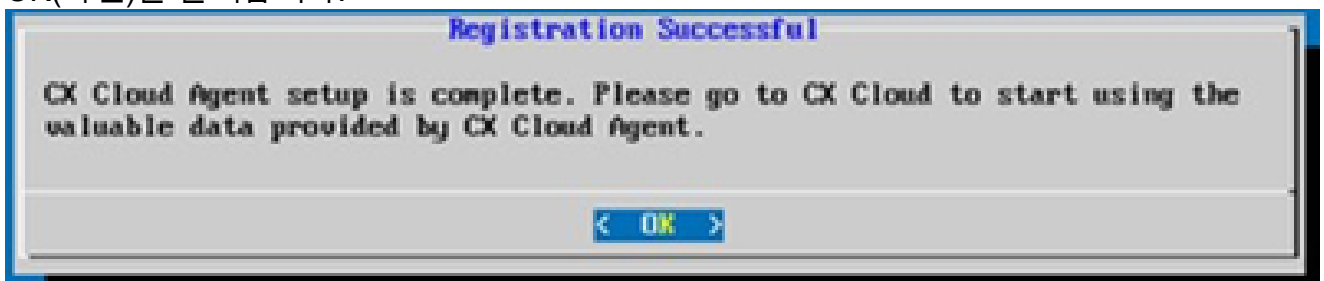 Registration Successful
CX Cloud Agent setup is complete. Please go to CX Cloud to start using the
valuable data provided by CX Cloud Agent.
< OK >